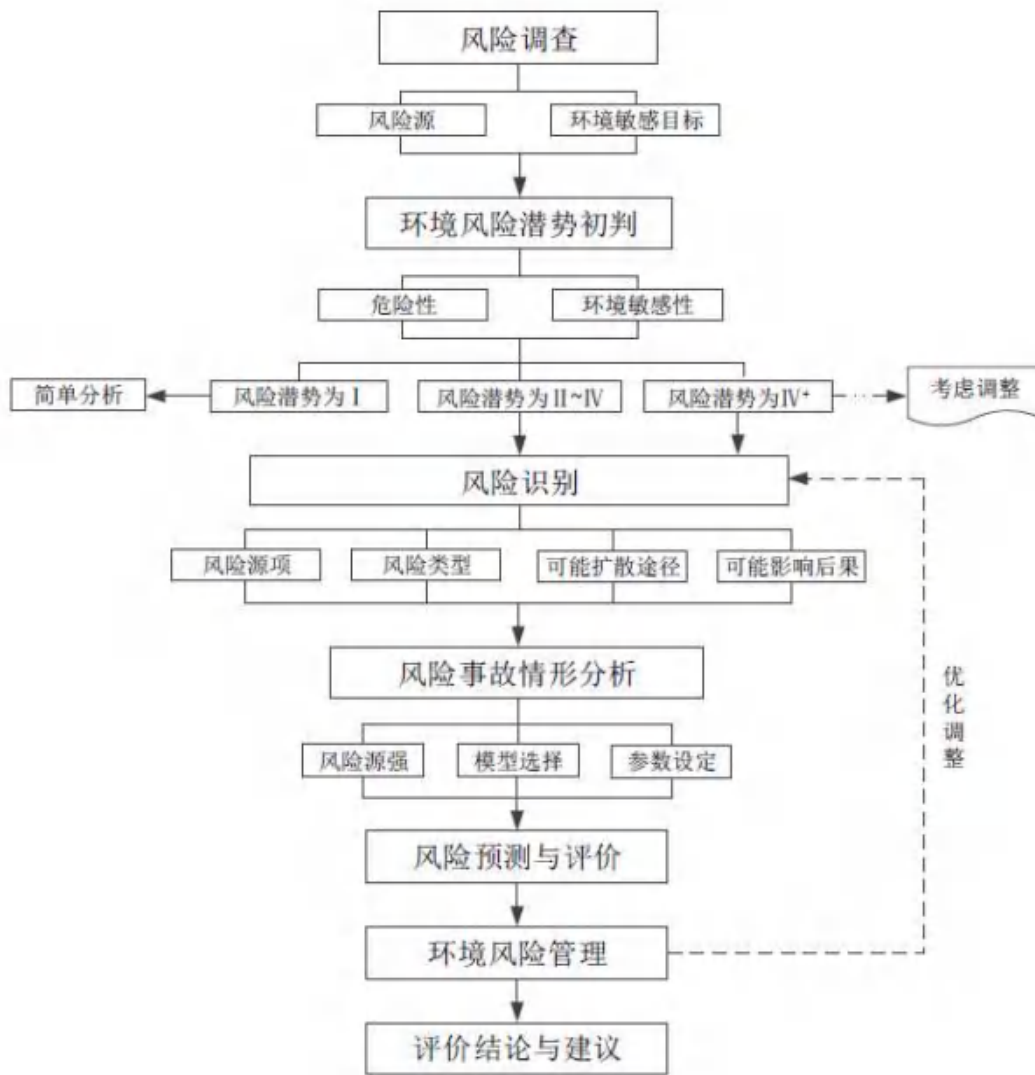 风险调查
风险源
环境敏感目标
环境风险潜势初判
危险性
环境敏感性
简单分析
风险潜势为Ⅰ
风险潜势为Ⅱ~Ⅳ
风险潜势为Ⅳ⁺
考虑调整
风险识别
风险源项
风险类型
可能扩散途径
可能影响后果
风险事故情形分析
优化调整
风险源强
模型选择
参数设定
风险预测与评价
环境风险管理
评价结论与建议